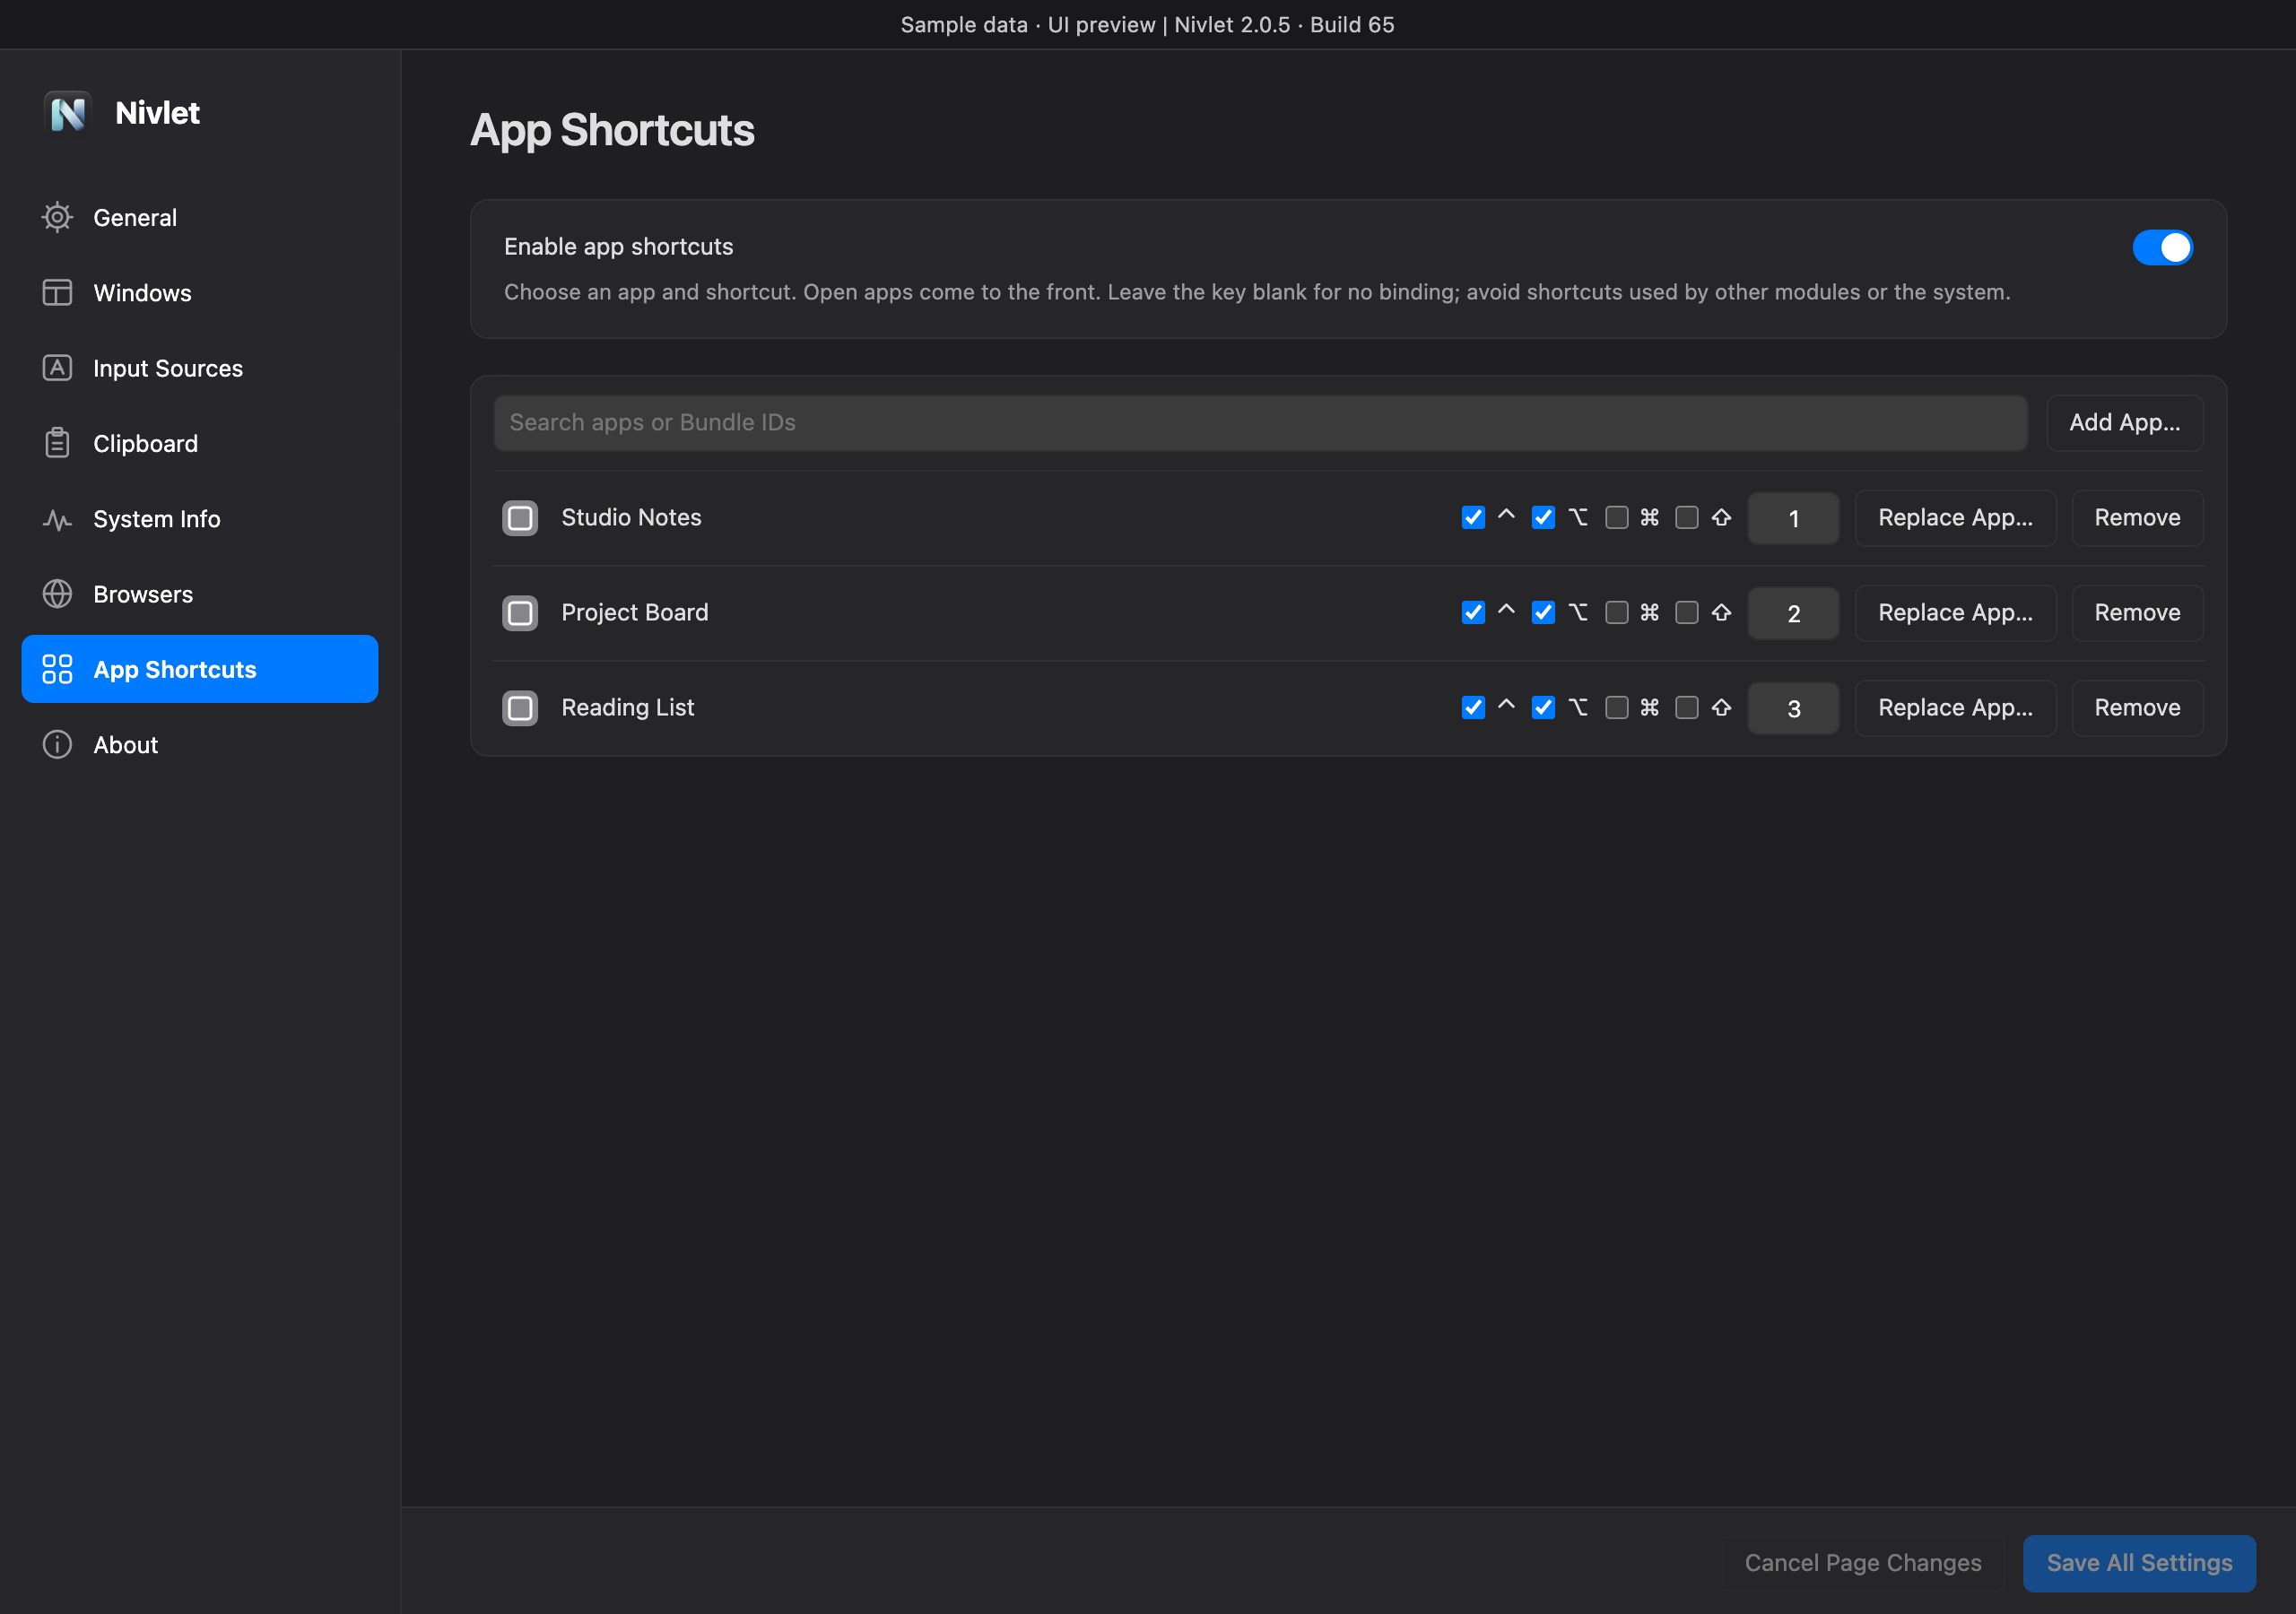 Sample data · UI preview | Nivlet 2.0.5 · Build 65
Nivlet
General
Windows
Input Sources
Clipboard
System Info
Browsers
App Shortcuts
About
App Shortcuts
Enable app shortcuts
Choose an app and shortcut. Open apps come to the front. Leave the key blank for no binding; avoid shortcuts used by other modules or the system.
Search apps or Bundle IDs Add App...
Studio Notes ^ ⌥ ⌘ ⇧ 1 Replace App... Remove
Project Board ^ ⌥ ⌘ ⇧ 2 Replace App... Remove
Reading List ^ ⌥ ⌘ ⇧ 3 Replace App... Remove
Cancel Page Changes Save All Settings